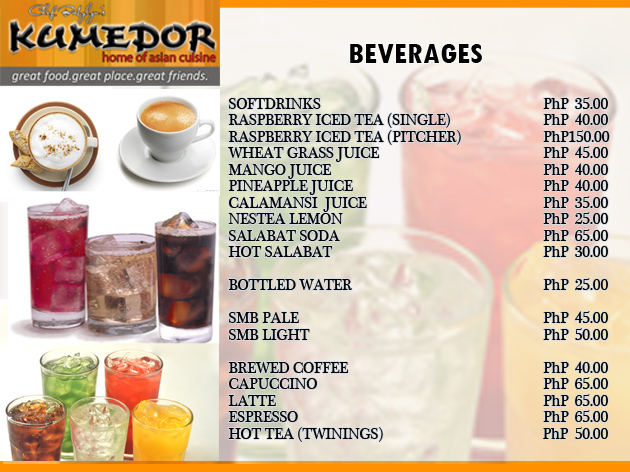 KUMEDOR
home of asian cuisine
great food.great place.great friends.
BEVERAGES
SOFTDRINKS PhP 35.00
RASPBERRY ICED TEA (SINGLE) PhP 40.00
RASPBERRY ICED TEA (PITCHER) PhP150.00
WHEAT GRASS JUICE PhP 45.00
MANGO JUICE PhP 40.00
PINEAPPLE JUICE PhP 40.00
CALAMANSI JUICE PhP 35.00
NESTEA LEMON PhP 25.00
SALABAT SODA PhP 65.00
HOT SALABAT PhP 30.00
BOTTLED WATER PhP 25.00
SMB PALE PhP 45.00
SMB LIGHT PhP 50.00
BREWED COFFEE PhP 40.00
CAPUCCINO PhP 65.00
LATTE PhP 65.00
ESPRESSO PhP 65.00
HOT TEA (TWININGS) PhP 50.00